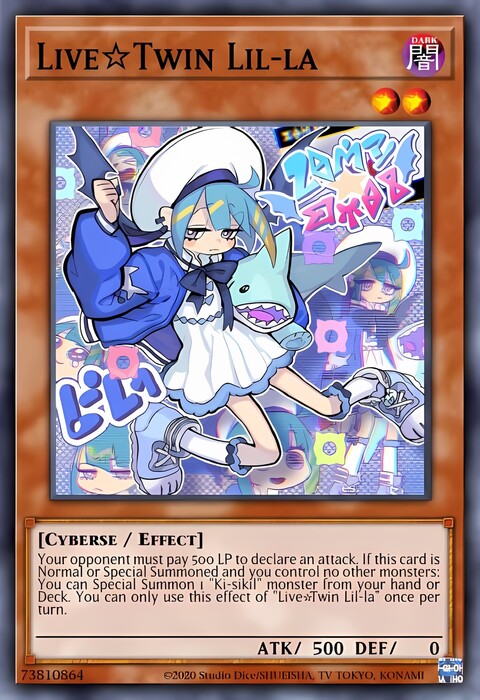 LIVE☆TWIN LIL-LA
DARK
闇
[CYBERSE / EFFECT]
Your opponent must pay 500 LP to declare an attack. If this card is
Normal or Special Summoned and you control no other monsters:
You can Special Summon 1 "Ki-sikil" monster from your hand or
Deck. You can only use this effect of "Live☆Twin Lil-la" once per
turn.
ATK/ 500 DEF/ 0
73810864
©2020 Studio Dice/SHUEISHA, TV TOKYO, KONAMI